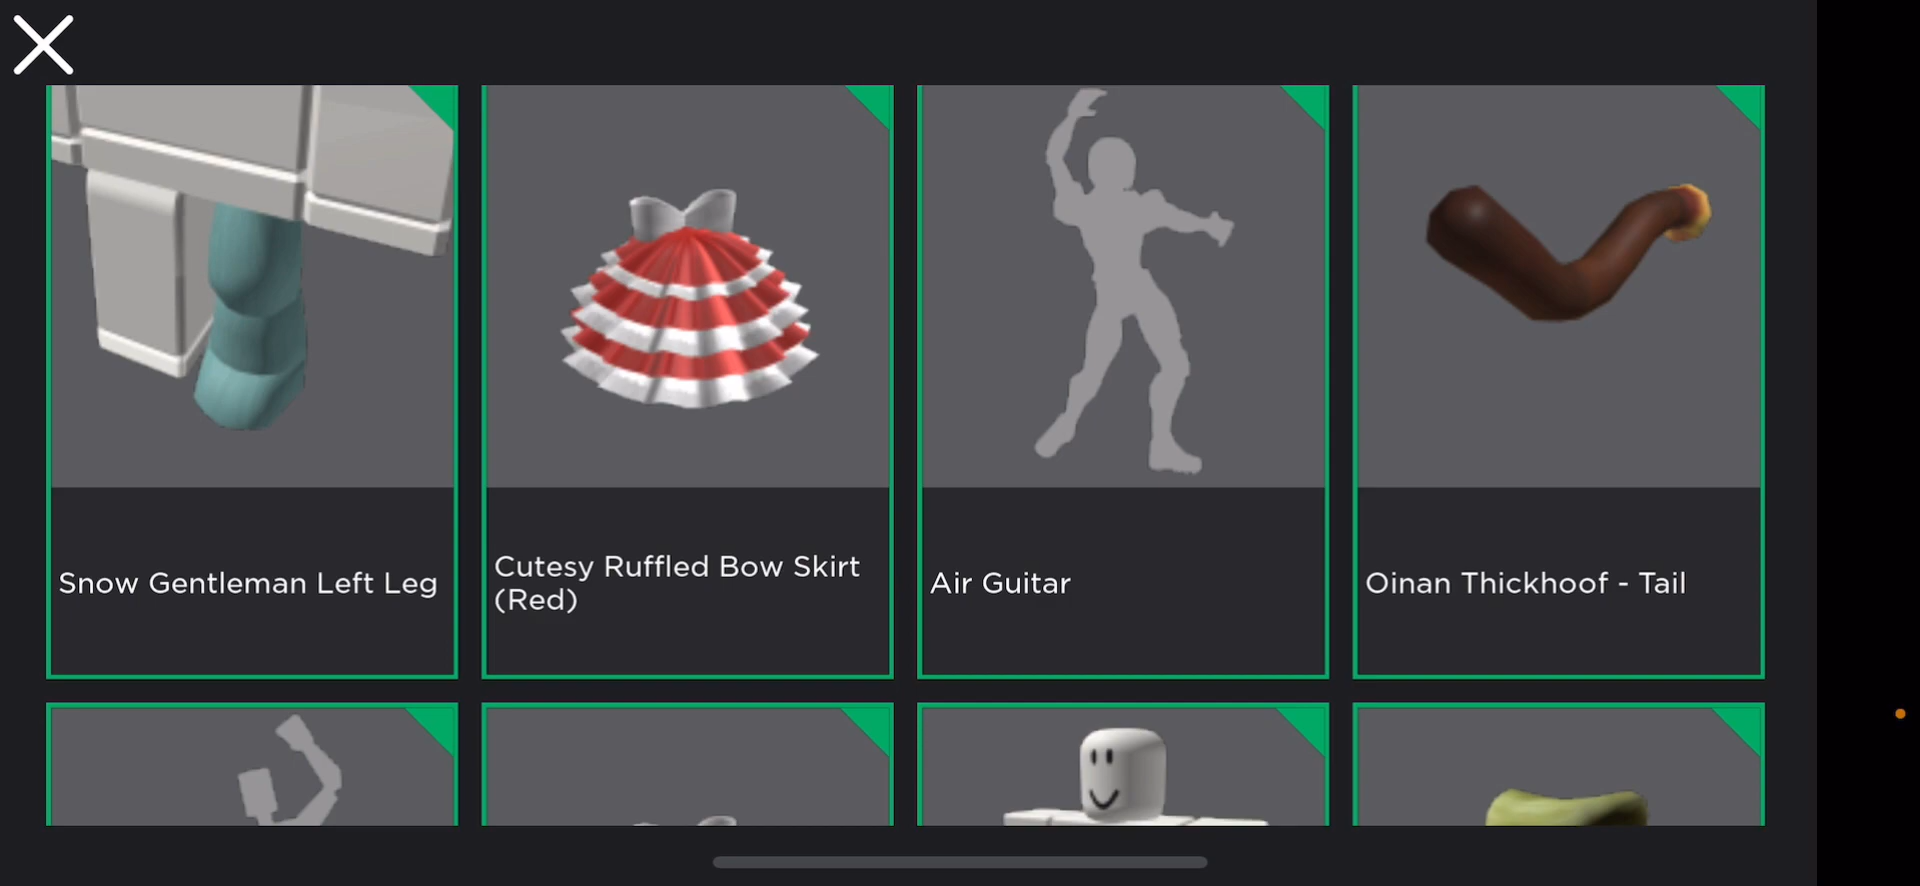 Snow Gentleman Left Leg
Cutesy Ruffled Bow Skirt
(Red)
Air Guitar
Oinan Thickhoof - Tail